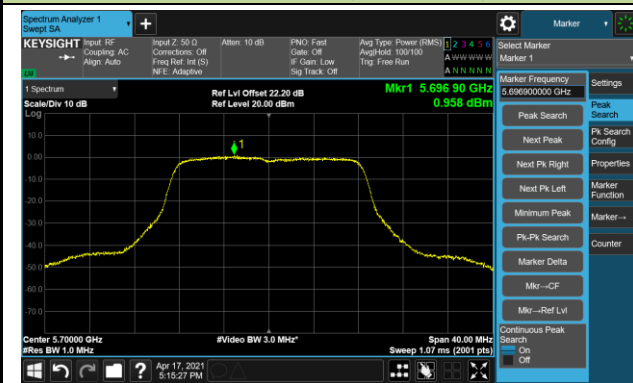 Spectrum Analyzer 1
Swept SA
+
Marker
KEYSIGHT
Input: RF
Coupling: AC
Align: Auto
Input Z: 50 Ω
Corrections: Off
Freq Ref: Int (S)
NFE: Adaptive
Atten: 10 dB
PNO: Fast
Gate: Off
IF Gain: Low
Sig Track: Off
Avg Type: Power (RMS)
Avg|Hold: 100/100
Trig: Free Run
1 2 3 4 5 6
A W W W W W
A N N N N N
Select Marker
Marker 1
1 Spectrum
Scale/Div 10 dB
Log
Ref Lvl Offset 22.20 dB
Ref Level 20.00 dBm
Mkr1 5.696 90 GHz
0.958 dBm
1
10.0
0.00
-10.0
-20.0
-30.0
-40.0
-50.0
-60.0
-70.0
Center 5.70000 GHz
#Res BW 1.0 MHz
#Video BW 3.0 MHz*
Span 40.00 MHz
Sweep 1.07 ms (2001 pts)
Marker Frequency
5.696900000 GHz
Peak Search
Next Peak
Next Pk Right
Next Pk Left
Minimum Peak
Pk-Pk Search
Marker Delta
Mkr→CF
Mkr→Ref Lvl
Continuous Peak
Search
On
Off
Settings
Peak
Search
Pk Search
Config
Properties
Marker
Function
Marker→
Counter
?
Apr 17, 2021
5:15:27 PM